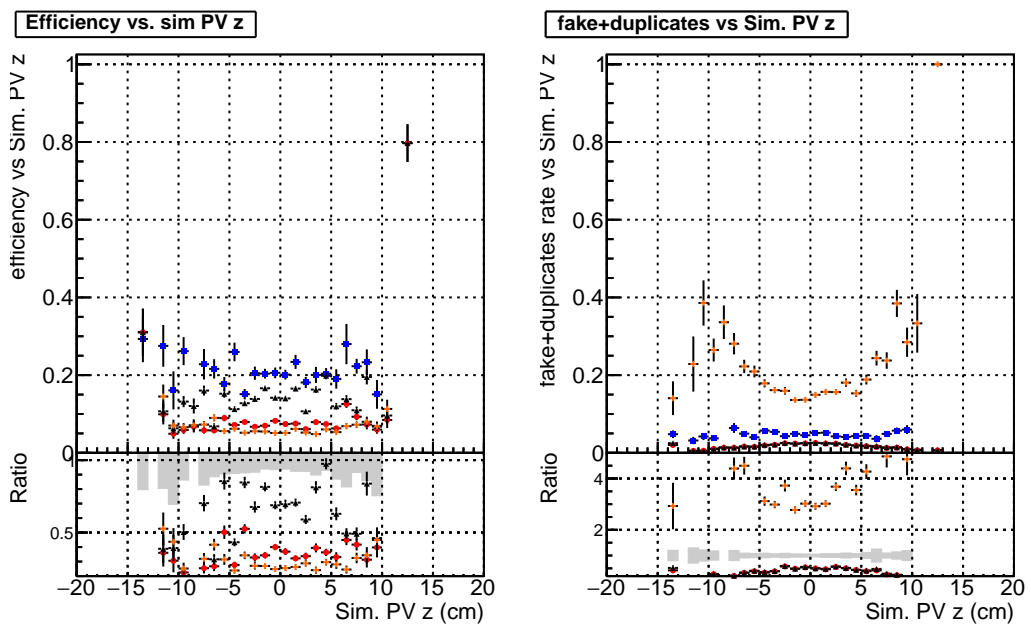 Efficiency vs. sim PV z
efficiency vs Sim. PV z
1
0.8
0.6
0.4
0.2
0
Ratio
1
0.5
−20 −15 −10 −5 0 5 10 15 20
Sim. PV z (cm)
fake+duplicates vs Sim. PV z
fake+duplicates rate vs Sim. PV z
1
0.8
0.6
0.4
0.2
0
Ratio
4
2
−20 −15 −10 −5 0 5 10 15 20
Sim. PV z (cm)